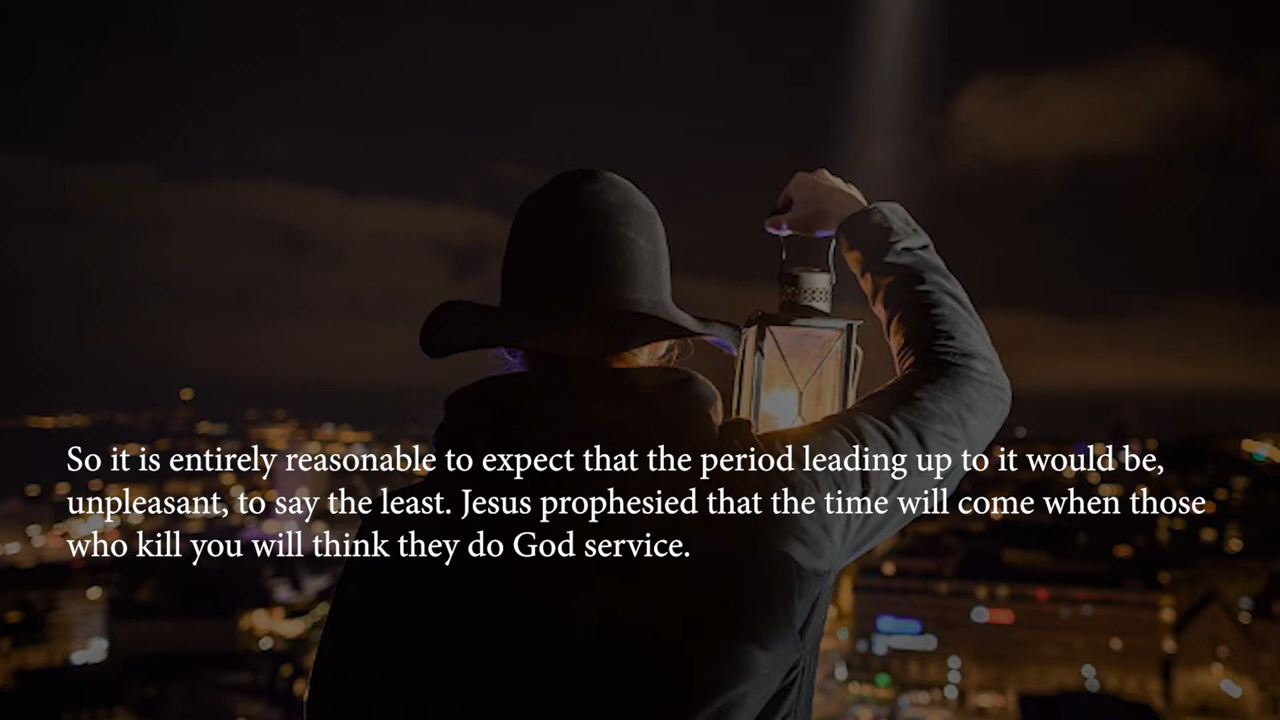 So it is entirely reasonable to expect that the period leading up to it would be,
unpleasant, to say the least. Jesus prophesied that the time will come when those
who kill you will think they do God service.